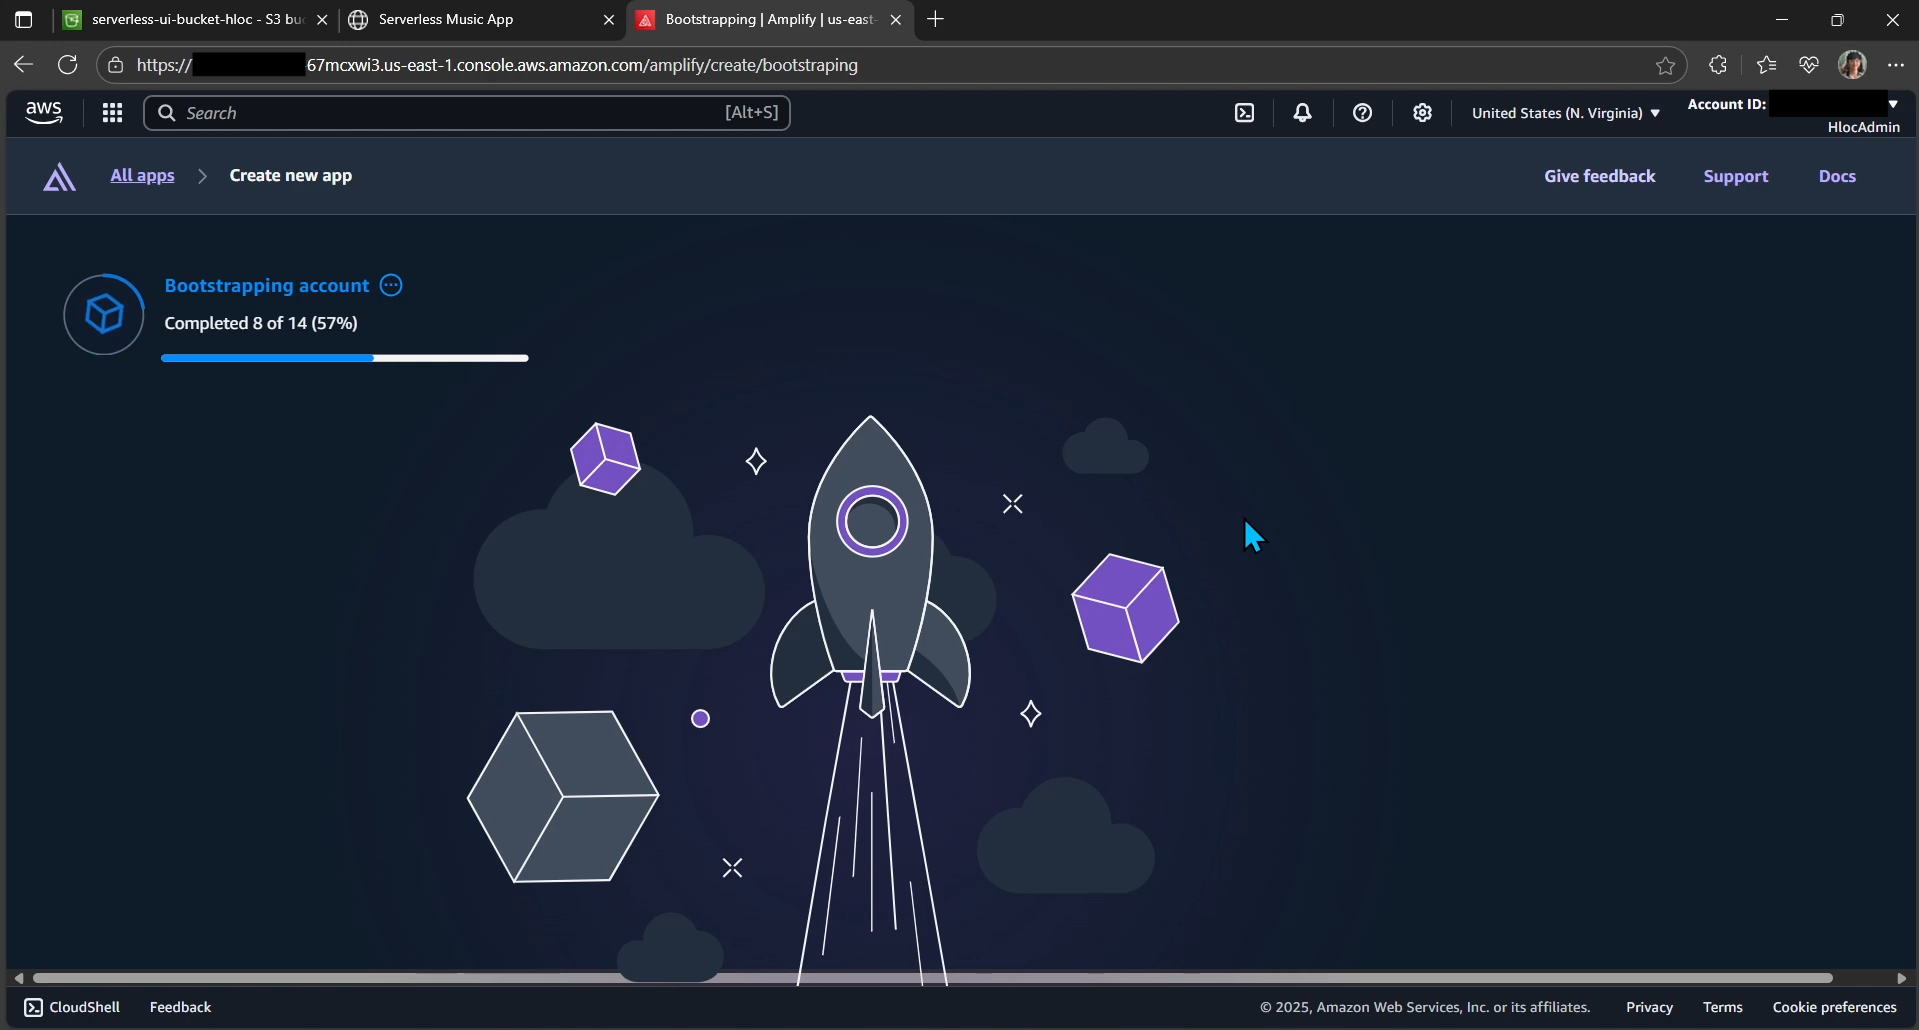 serverless-ui-bucket-hloc - S3 bu
Serverless Music App
Bootstrapping | Amplify | us-east-
https://
67mcxwi3.us-east-1.console.aws.amazon.com/amplify/create/bootstraping
aws
Search
[Alt+S]
United States (N. Virginia)
Account ID:
HlocAdmin
All apps
Create new app
Give feedback
Support
Docs
Bootstrapping account
Completed 8 of 14 (57%)
CloudShell
Feedback
© 2025, Amazon Web Services, Inc. or its affiliates.
Privacy
Terms
Cookie preferences